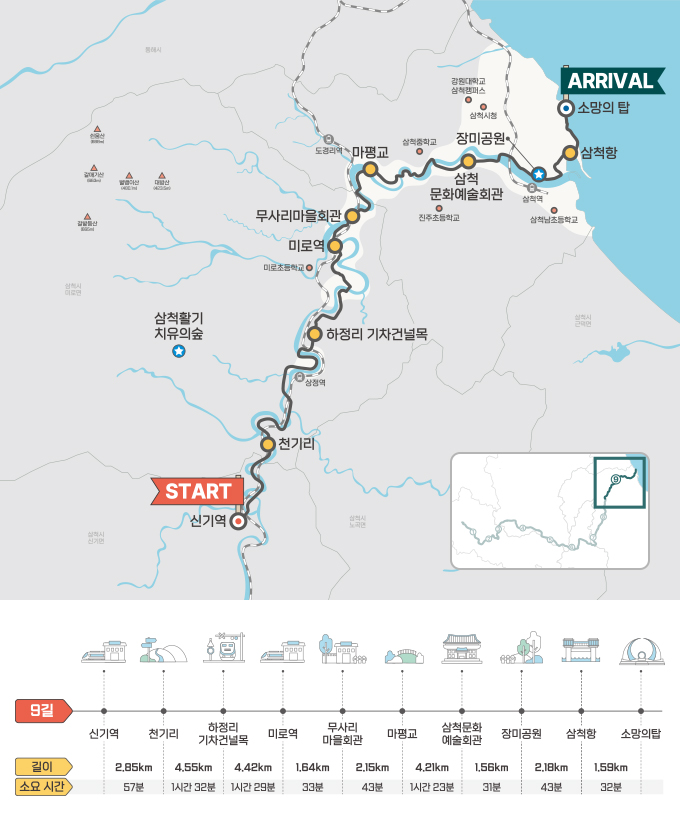 동해시
강원대학교
삼척캠퍼스
삼척시청
ARRIVAL
소망의 탑
안용산
도경리역
마평교
삼척중학교
장미공원
삼척항
갈매기산
삼척
문화예술회관
삼척역
무사리마을회관
진주초등학교
삼척남초등학교
미로역
미로초등학교
삼척시
미로면
삼척활기
치유의숲
하정리 기차건널목
삼척시
근덕면
상정역
천기리
START
신기역
삼척시
신기면
삼척시
노곡면
9
9길
신기역
천기리
하정리
기차건널목
미로역
무사리
마을회관
마평교
삼척문화
예술회관
장미공원
삼척항
소망의탑
길이
2.85km
4.55km
4.42km
1.64km
2.15km
4.21km
1.56km
2.18km
1.59km
소요 시간
57분
1시간 32분
1시간 29분
33분
43분
1시간 23분
31분
43분
32분